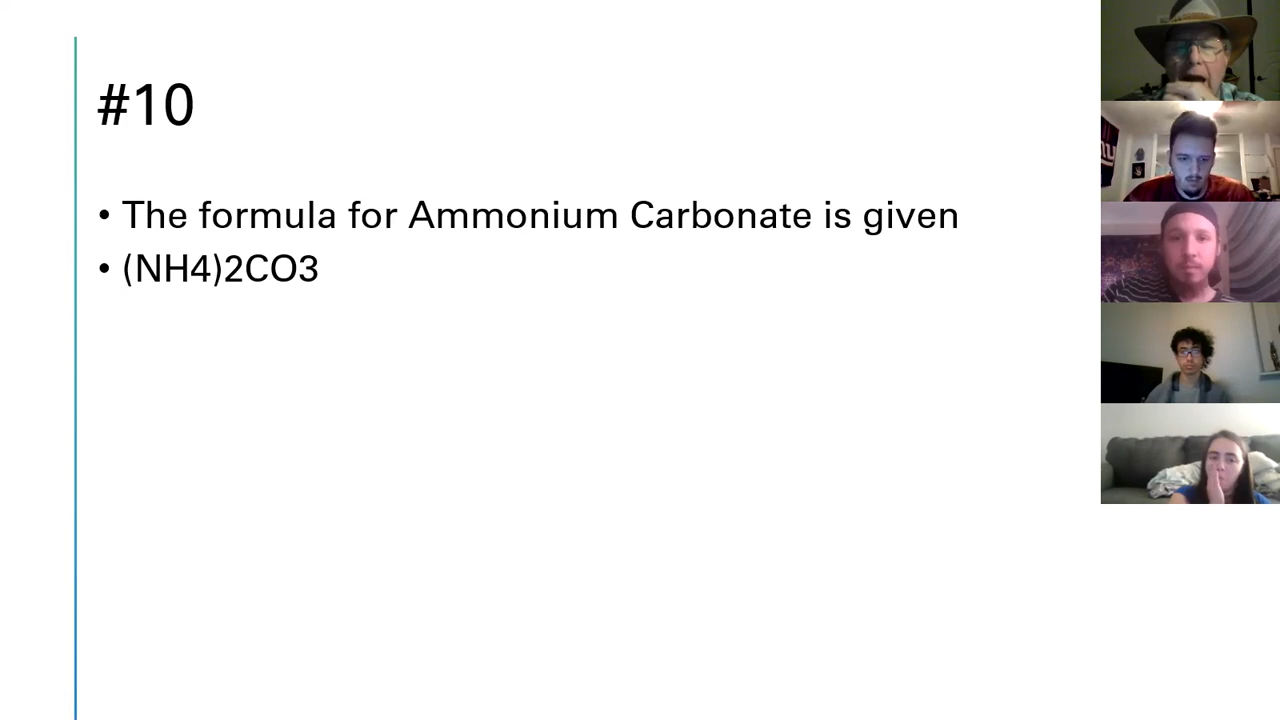 #10
• The formula for Ammonium Carbonate is given
• (NH4)2CO3